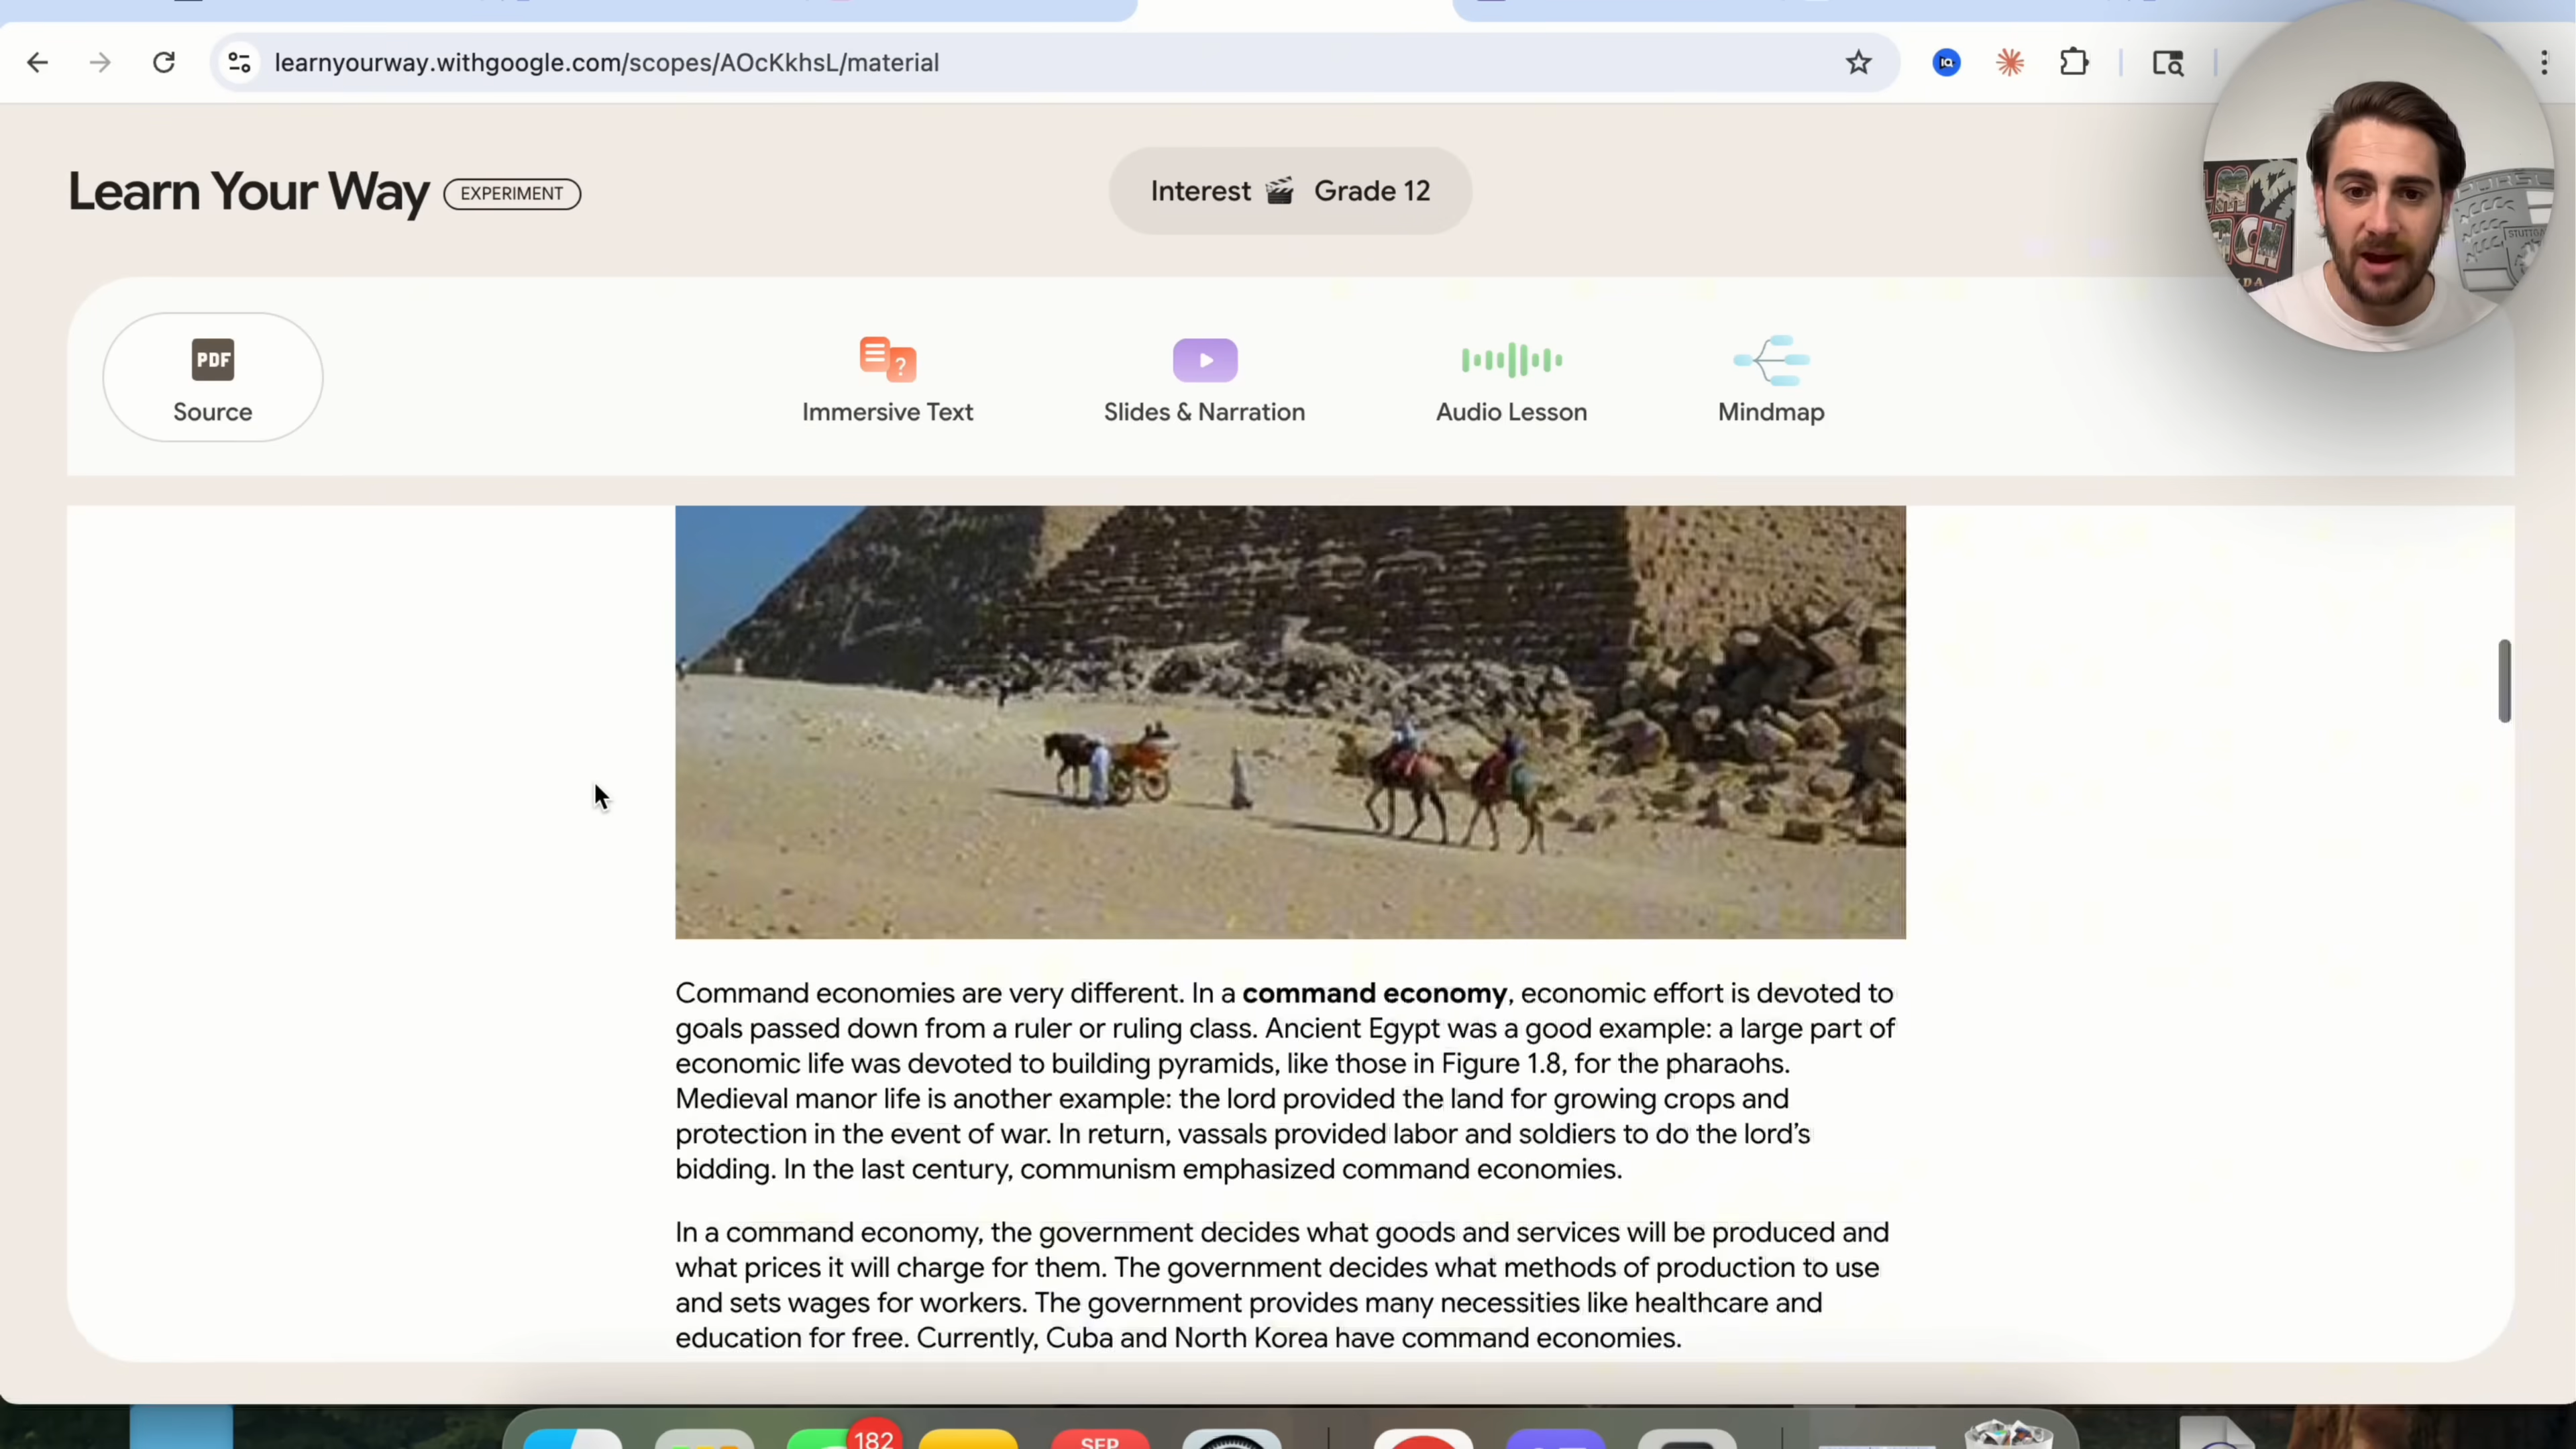 learnyourway.withgoogle.com/scopes/AOcKkhsL/material
IQ
Learn Your Way EXPERIMENT
Interest Grade 12
PDF
Source
?
Immersive Text
Slides & Narration
Audio Lesson
Mindmap
Command economies are very different. In a command economy, economic effort is devoted to
goals passed down from a ruler or ruling class. Ancient Egypt was a good example: a large part of
economic life was devoted to building pyramids, like those in Figure 1.8, for the pharaohs.
Medieval manor life is another example: the lord provided the land for growing crops and
protection in the event of war. In return, vassals provided labor and soldiers to do the lord’s
bidding. In the last century, communism emphasized command economies.
In a command economy, the government decides what goods and services will be produced and
what prices it will charge for them. The government decides what methods of production to use
and sets wages for workers. The government provides many necessities like healthcare and
education for free. Currently, Cuba and North Korea have command economies.
182
SEP